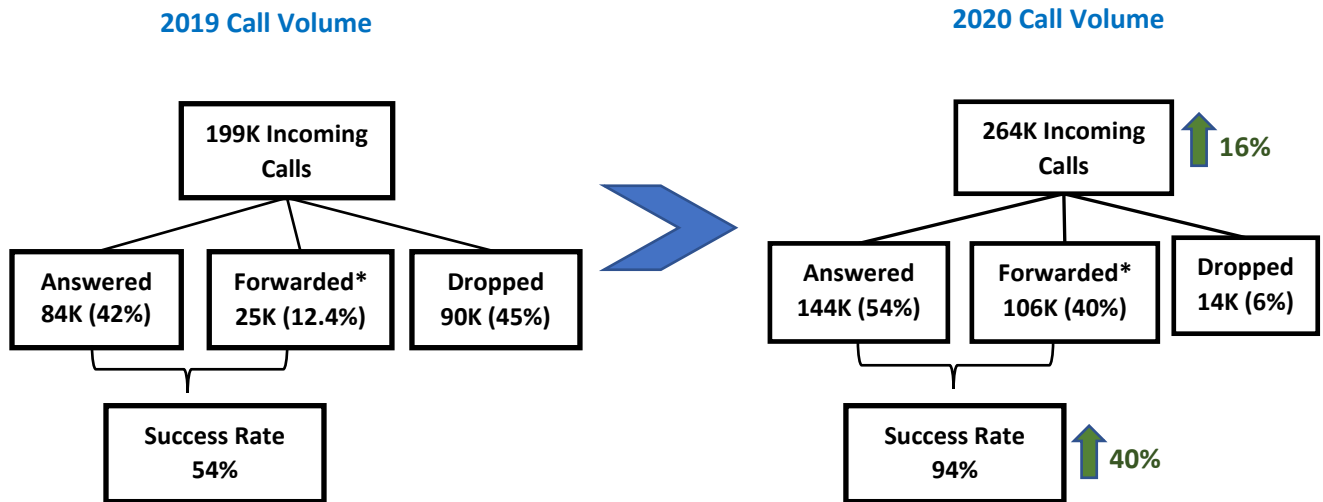 2019 Call Volume
199K Incoming
Calls
Answered
84K (42%)
Forwarded*
25K (12.4%)
Dropped
90K (45%)
Success Rate
54%
2020 Call Volume
264K Incoming
Calls
16%
Answered
144K (54%)
Forwarded*
106K (40%)
Dropped
14K (6%)
Success Rate
94%
40%